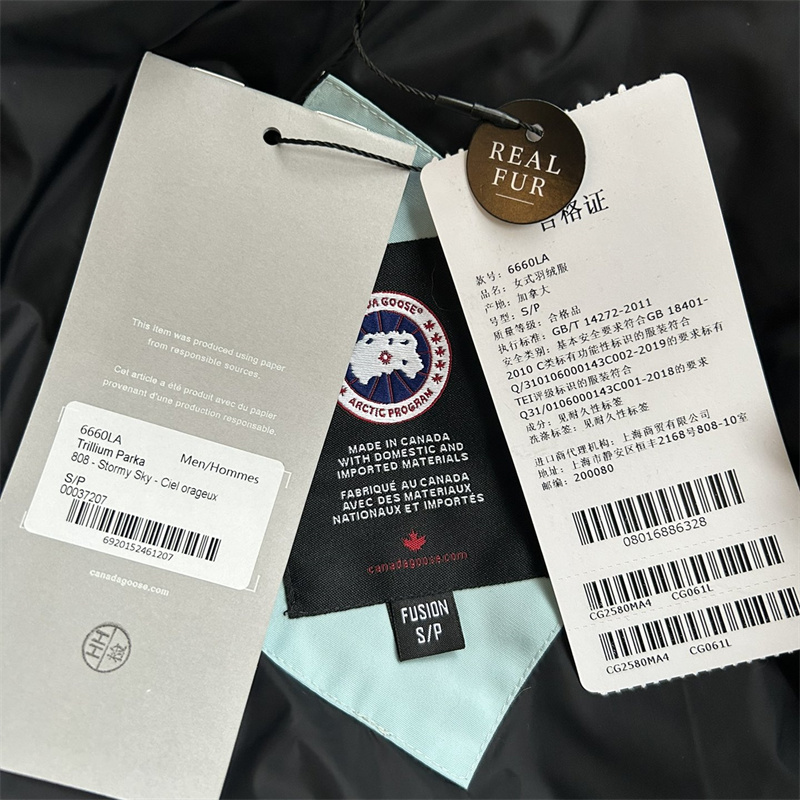 This item was produced using paper
from responsible sources.
Cet article a été produit avec du papier
provenant d'une production responsable.
6660LA
Trillium Parka Men/Hommes
808 - Stormy Sky - Ciel orageux
S/P
00037207
6920152461207
canadagoose.com
HH 检
DA GOOSE®
ARCTIC PROGRAM
MADE IN CANADA
WITH DOMESTIC AND
IMPORTED MATERIALS
FABRIQUÉ AU CANADA
AVEC DES MATERIAUX
NATIONAUX ET IMPORTÉS
canadagoose.com
FUSION
S/P
REAL
FUR
合格证
款号: 6660LA
品名: 女式羽绒服
产地: 加拿大
号型: S/P
质量等级: 合格品
执行标准: GB/T 14272-2011
安全类别: 基本安全要求符合GB 18401-
2010 C类标有功能性标识的服装符合
Q/310106000143C002-2019的要求标有
TEI评级标识的服装符合
Q31/0106000143C001-2018的要求
成分: 见耐久性标签
洗涤标签: 见耐久性标签
进口商代理机构: 上海商贸有限公司
地址: 上海市静安区恒丰2168号808-10室
邮编: 200080
08016886328
CG2580MA4 CG061L
CG2580MA4 CG061L